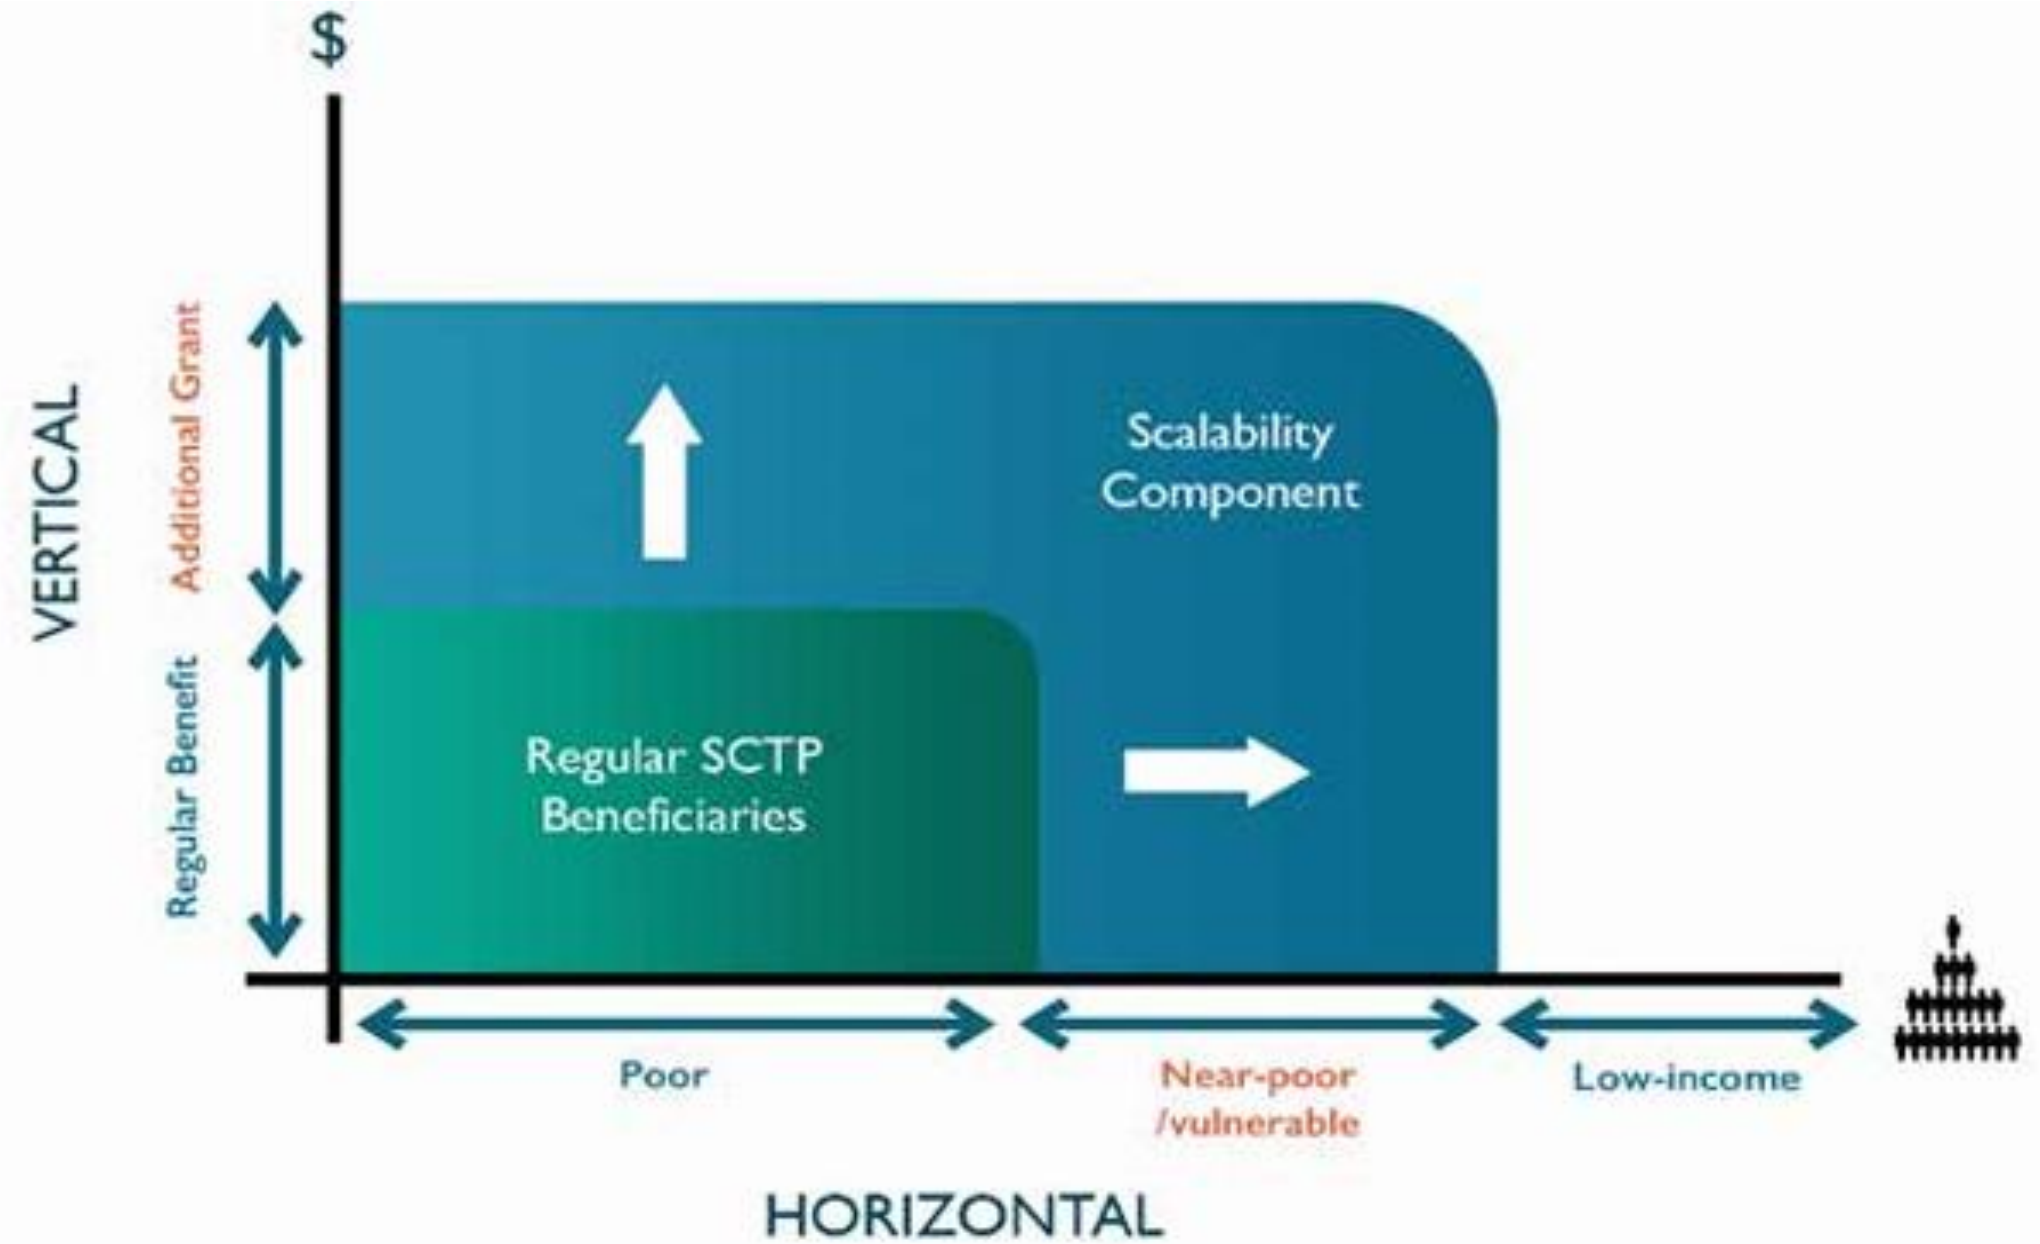 $
VERTICAL
Additional Grant
Regular Benefit
Scalability
Component
Regular SCTP
Beneficiaries
Poor
Near-poor
/vulnerable
Low-income
HORIZONTAL